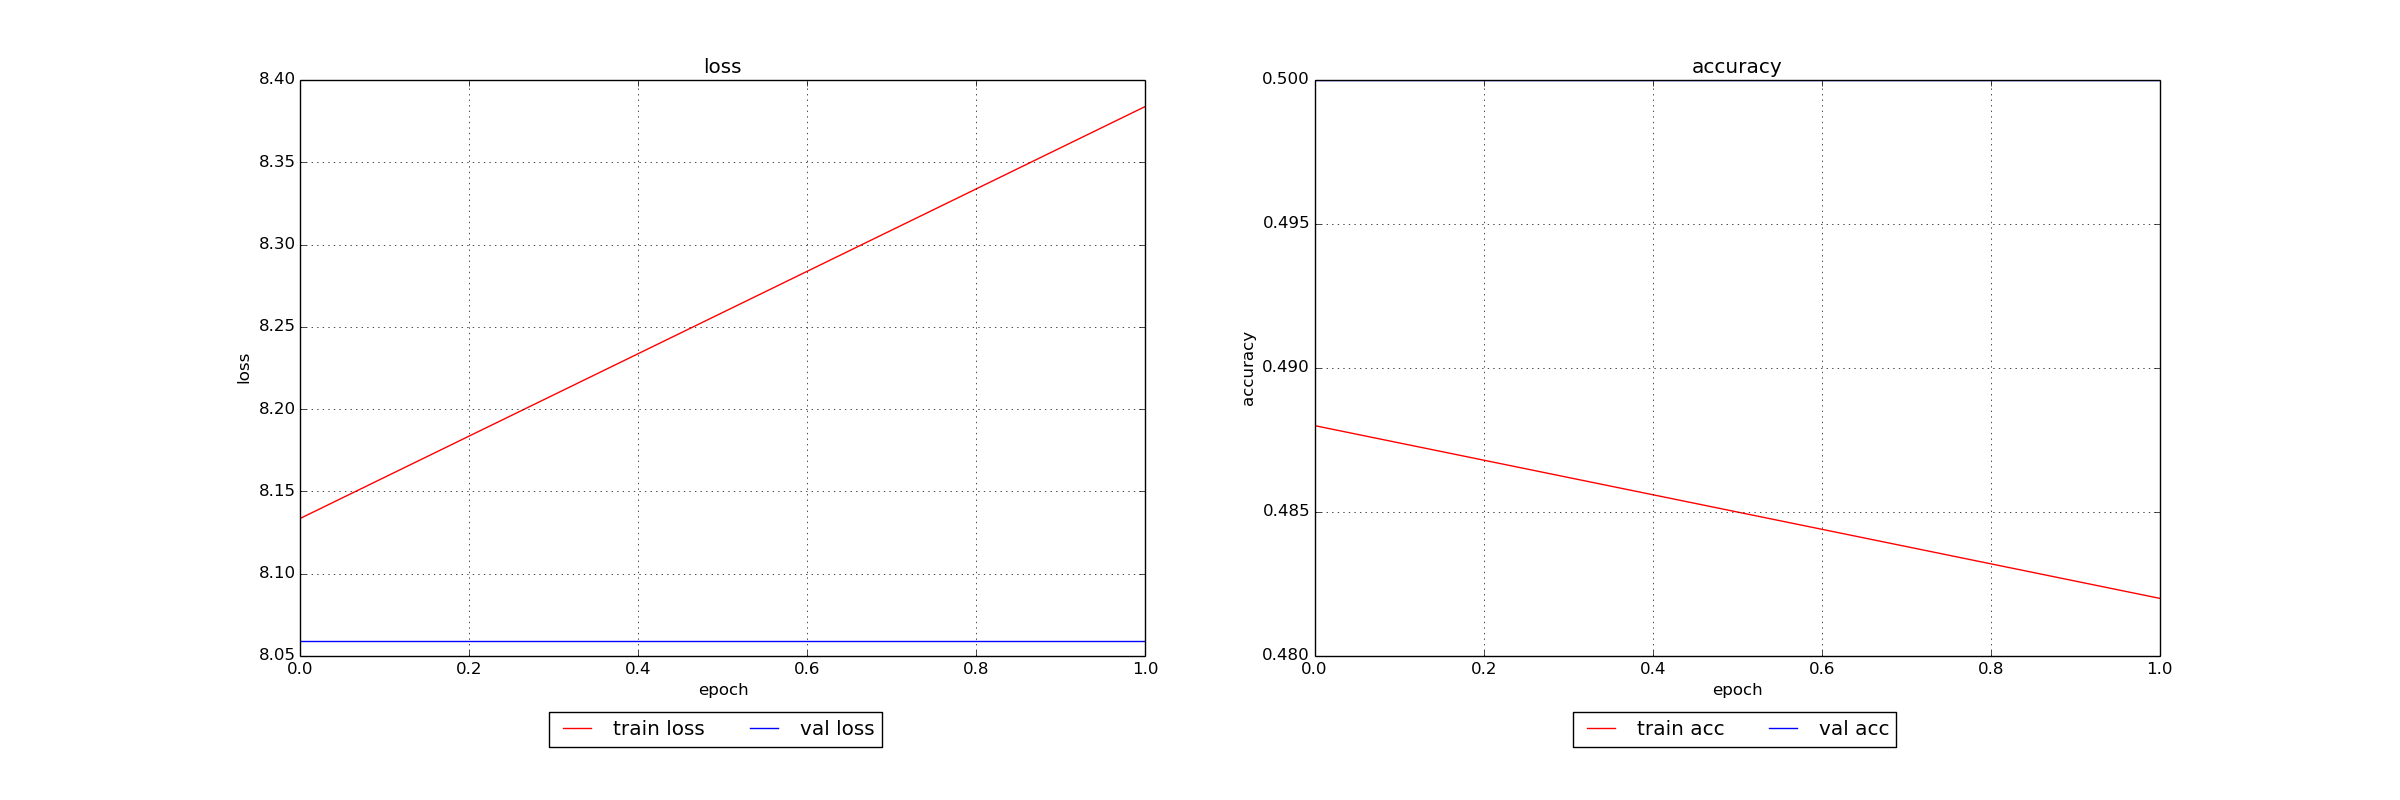 loss
8.40
8.35
8.30
8.25
8.20
8.15
8.10
8.05
loss
0.0 0.2 0.4 0.6 0.8 1.0
epoch
train loss val loss
accuracy
0.500
0.495
0.490
0.485
0.480
accuracy
0.0 0.2 0.4 0.6 0.8 1.0
epoch
train acc val acc